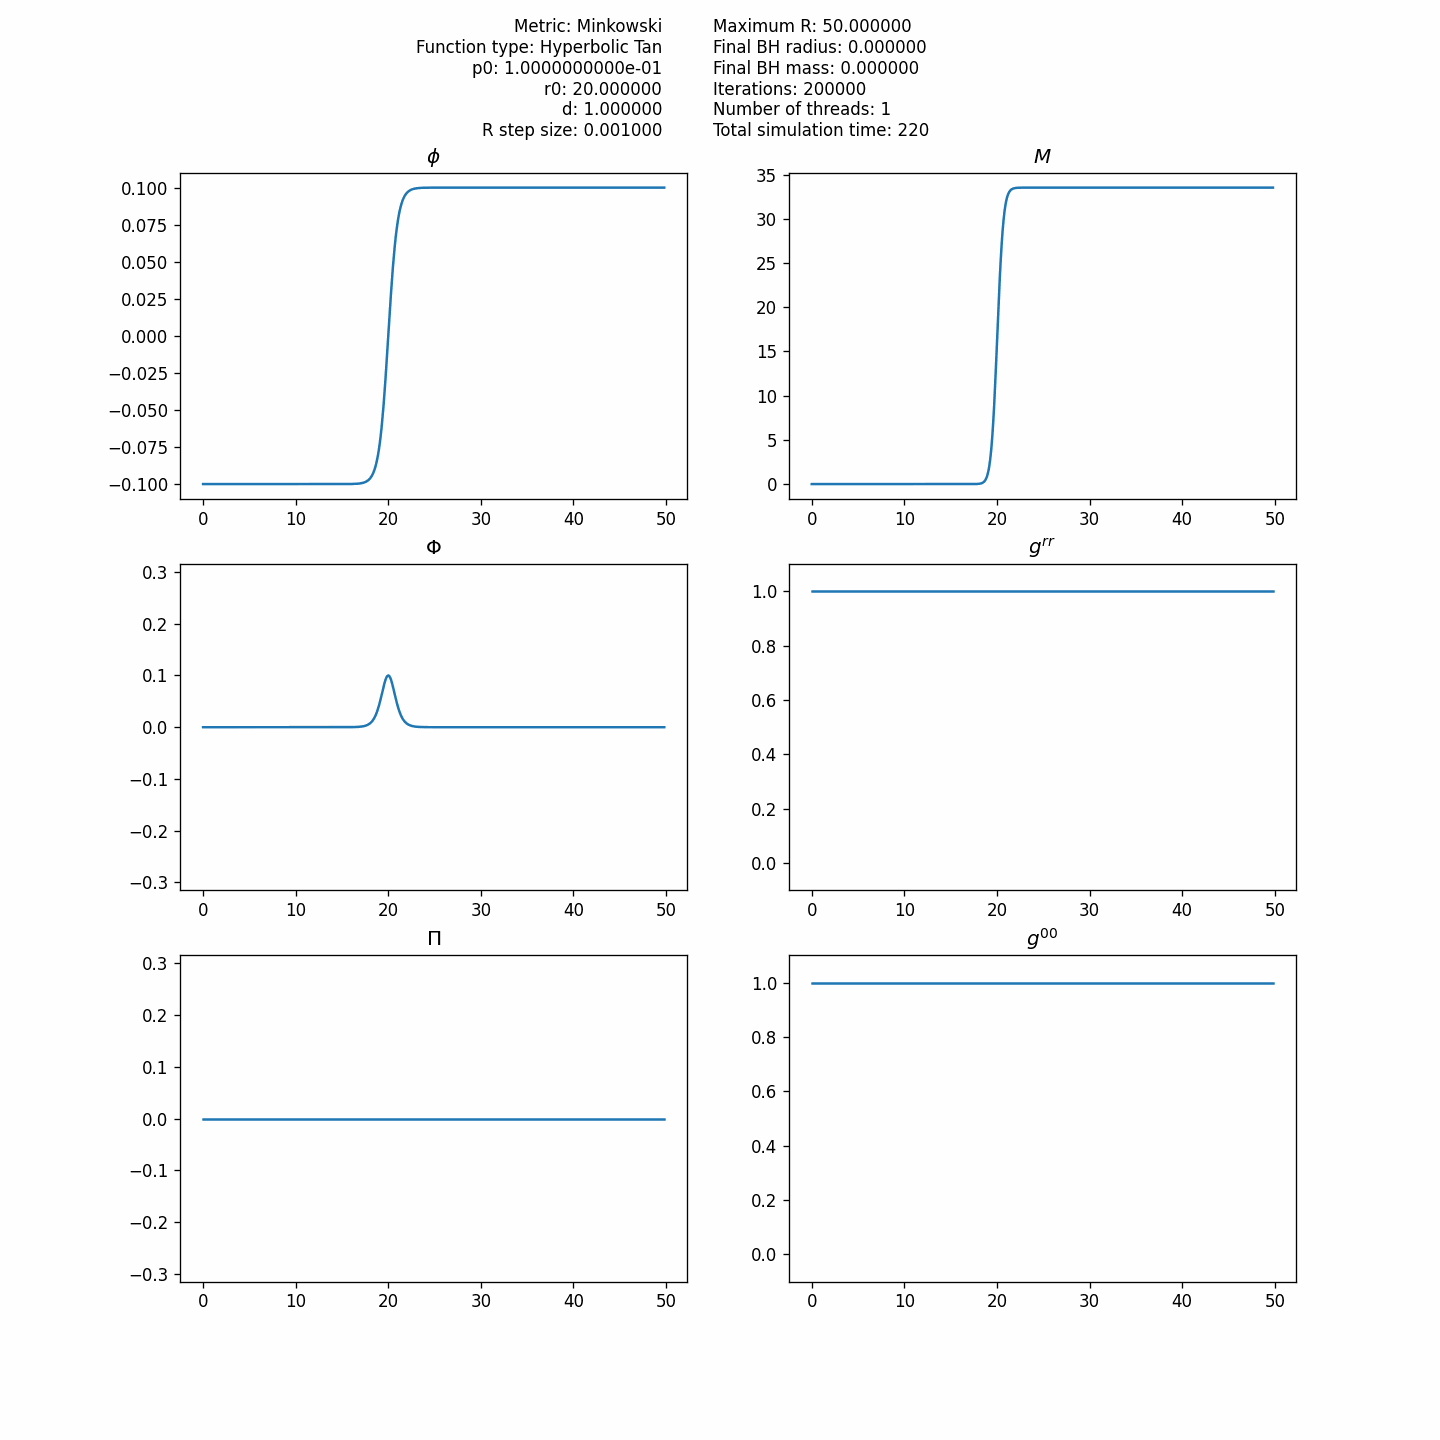 Metric: Minkowski
Function type: Hyperbolic Tan
p0: 1.0000000000e-01
r0: 20.000000
d: 1.000000
R step size: 0.001000
Maximum R: 50.000000
Final BH radius: 0.000000
Final BH mass: 0.000000
Iterations: 200000
Number of threads: 1
Total simulation time: 220
ϕ
0.100
0.075
0.050
0.025
0.000
−0.025
−0.050
−0.075
−0.100
0 10 20 30 40 50
M
35
30
25
20
15
10
5
0
0 10 20 30 40 50
Φ
0.3
0.2
0.1
0.0
−0.1
−0.2
−0.3
0 10 20 30 40 50
g^{rr}
1.0
0.8
0.6
0.4
0.2
0.0
0 10 20 30 40 50
Π
0.3
0.2
0.1
0.0
−0.1
−0.2
−0.3
0 10 20 30 40 50
g^{00}
1.0
0.8
0.6
0.4
0.2
0.0
0 10 20 30 40 50